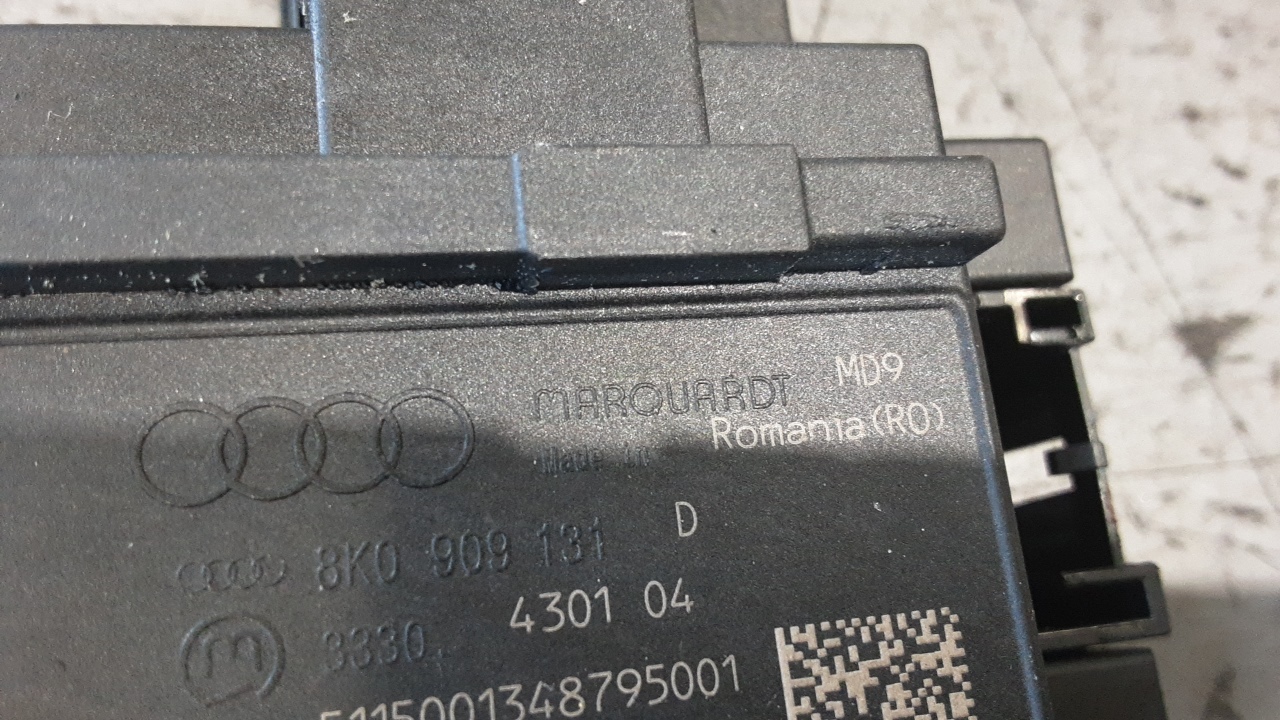 MARQUARDT MD9
Made in Romania(RO)
8K0 909 131 D
3330. 4301 04
5115001348795001